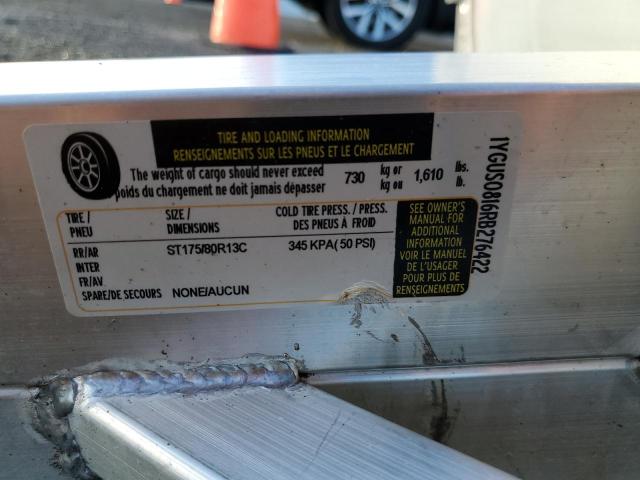 TIRE AND LOADING INFORMATION
RENSEIGNEMENTS SUR LES PNEUS ET LE CHARGEMENT
The weight of cargo should never exceed 730 kg or 1,610 lbs.
poids du chargement ne doit jamais dépasser kg ou lb.
TIRE / SIZE / COLD TIRE PRESS. / PRESS.
PNEU DIMENSIONS DES PNEUS À FROID
RR/AR ST175/80R13C 345 KPA( 50 PSI)
INTER
FR/AV
SPARE/DE SECOURS NONE/AUCUN
SEE OWNER'S
MANUAL FOR
ADDITIONAL
INFORMATION
VOIR LE MANUEL
DE L'USAGER
POUR PLUS DE
RENSEIGNEMENTS
1YGUS0816RB276422